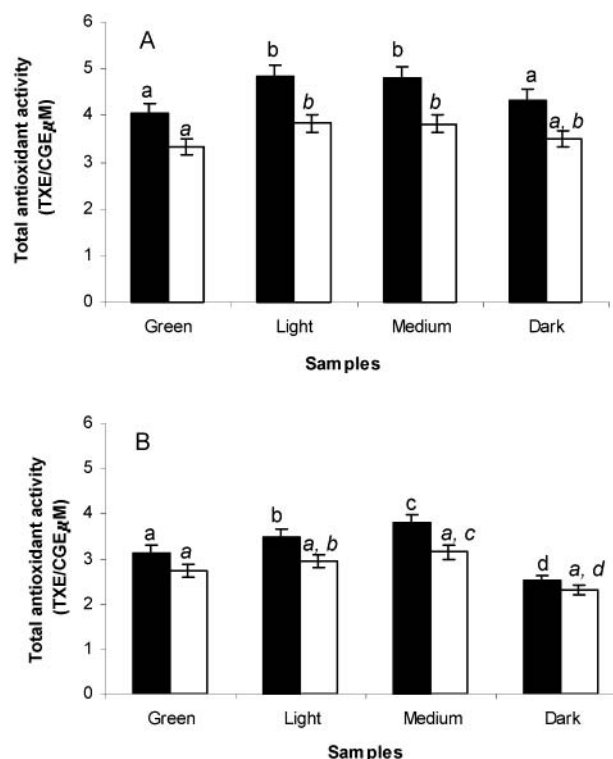 A
6
5
4
3
2
1
0
Total antioxidant activity
(TXE/CGEμM)
a
a
b
b
b
b
a
a, b
Green Light Medium Dark
Samples
B
6
5
4
3
2
1
0
Total antioxidant activity
(TXE/CGEμM)
a
a
b
a, b
c
a, c
d
a, d
Green Light Medium Dark
Samples